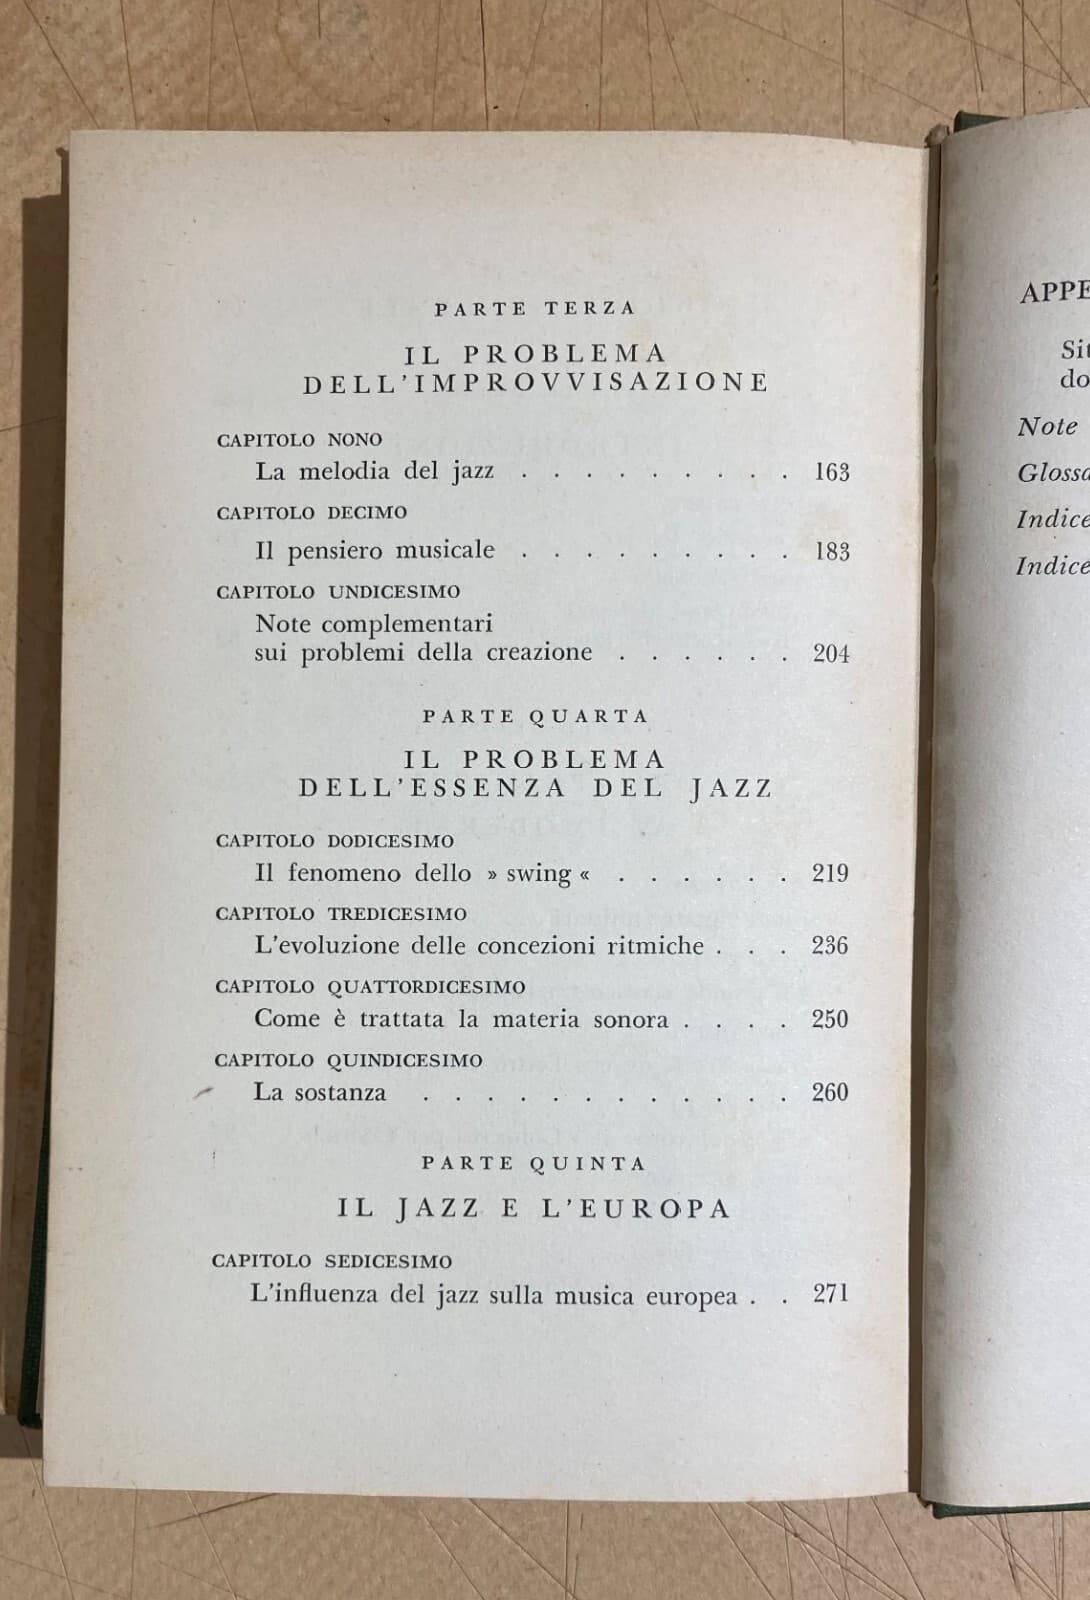 PARTE TERZA
IL PROBLEMA
DELL'IMPROVVISAZIONE
CAPITOLO NONO
La melodia del jazz . . . . . . . . . 163
CAPITOLO DECIMO
Il pensiero musicale . . . . . . . . . 183
CAPITOLO UNDICESIMO
Note complementari
sui problemi della creazione . . . . . . 204
PARTE QUARTA
IL PROBLEMA
DELL'ESSENZA DEL JAZZ
CAPITOLO DODICESIMO
Il fenomeno dello » swing « . . . . . . 219
CAPITOLO TREDICESIMO
L'evoluzione delle concezioni ritmiche . . . 236
CAPITOLO QUATTORDICESIMO
Come è trattata la materia sonora . . . . 250
CAPITOLO QUINDICESIMO
La sostanza . . . . . . . . . . . . 260
PARTE QUINTA
IL JAZZ E L'EUROPA
CAPITOLO SEDICESIMO
L'influenza del jazz sulla musica europea . . 271
Note
Indice
Indice